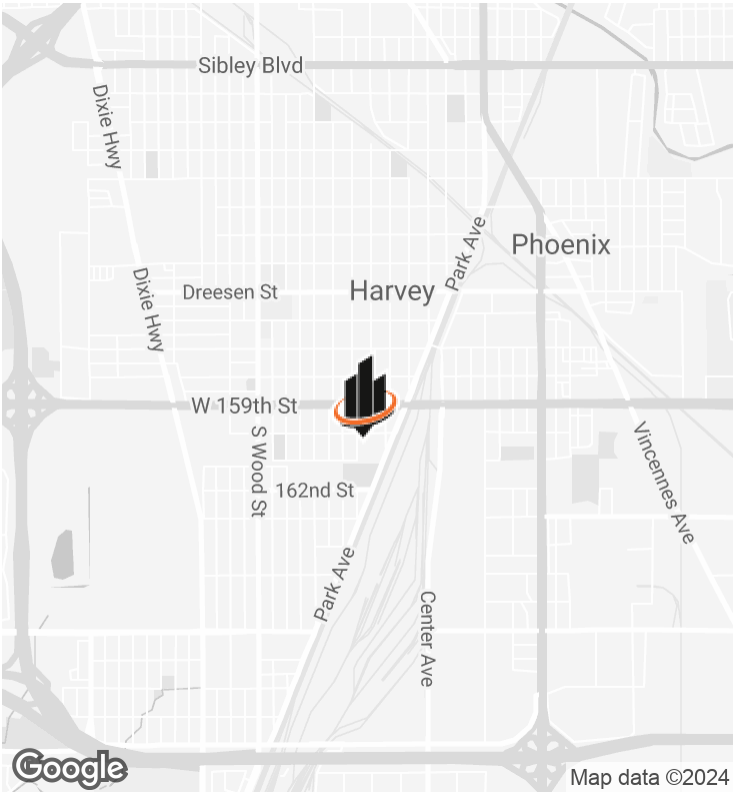 Sibley Blvd
Dixie Hwy
Park Ave
Phoenix
Dixie Hwy
Dreesen St
Harvey
W 159th St
S Wood St
Vincennes Ave
162nd St
Park Ave
Center Ave
Google
Map data ©2024